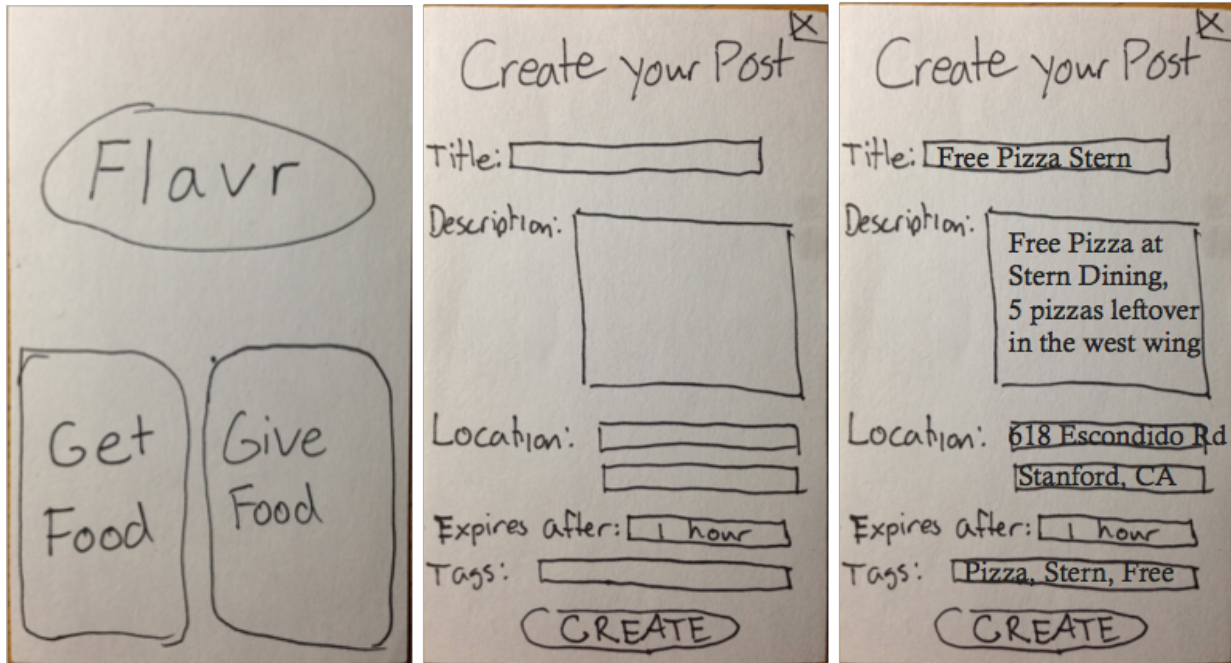 Flavr
Get
Food
Give
Food
X
Create your Post
Title:
Description:
Location:
Expires after: 1 hour
Tags:
CREATE
X
Create your Post
Title: Free Pizza Stern
Description:
Free Pizza at
Stern Dining,
5 pizzas leftover
in the west wing
Location: 618 Escondido Rd
Stanford, CA
Expires after: 1 hour
Tags: Pizza, Stern, Free
CREATE